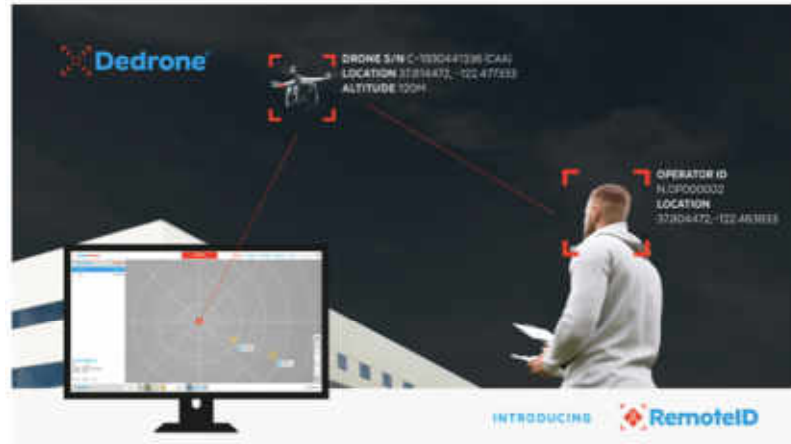 Dedrone
DRONE S/N C-1930441336 (CAA)
LOCATION 37.814472, -122.477333
ALTITUDE 120M
OPERATOR ID
N.OP000002
LOCATION
37.804472, -122.463833
INTRODUCING
RemoteID